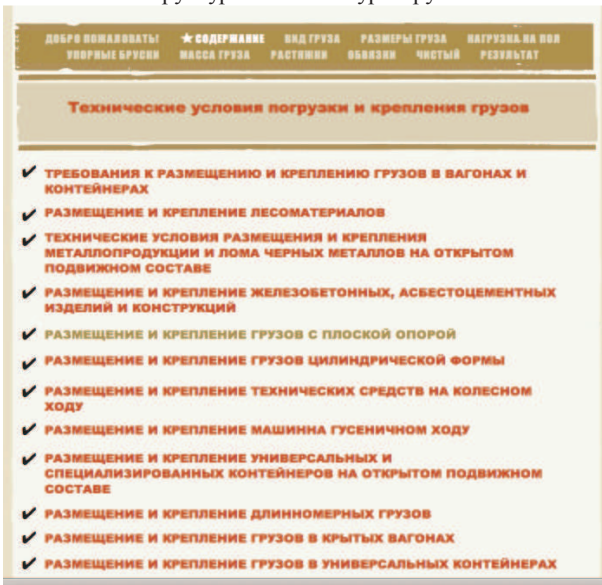 ДОБРО ПОЖАЛОВАТЬ! ★ СОДЕРЖАНИЕ ВИД ГРУЗА РАЗМЕРЫ ГРУЗА НАГРУЗКА НА ПОЛ
УПОРНЫЕ БРУСКИ МАССА ГРУЗА РАСТЯЖКИ ОБВЯЗКИ ЧИСТЫЙ РЕЗУЛЬТАТ
Технические условия погрузки и крепления грузов
✔ ТРЕБОВАНИЯ К РАЗМЕЩЕНИЮ И КРЕПЛЕНИЮ ГРУЗОВ В ВАГОНАХ И
КОНТЕЙНЕРАХ
✔ РАЗМЕЩЕНИЕ И КРЕПЛЕНИЕ ЛЕСОМАТЕРИАЛОВ
✔ ТЕХНИЧЕСКИЕ УСЛОВИЯ РАЗМЕЩЕНИЯ И КРЕПЛЕНИЯ
МЕТАЛЛОПРОДУКЦИИ И ЛОМА ЧЕРНЫХ МЕТАЛЛОВ НА ОТКРЫТОМ
ПОДВИЖНОМ СОСТАВЕ
✔ РАЗМЕЩЕНИЕ И КРЕПЛЕНИЕ ЖЕЛЕЗОБЕТОННЫХ, АСБЕСТОЦЕМЕНТНЫХ
ИЗДЕЛИЙ И КОНСТРУКЦИЙ
✔ РАЗМЕЩЕНИЕ И КРЕПЛЕНИЕ ГРУЗОВ С ПЛОСКОЙ ОПОРОЙ
✔ РАЗМЕЩЕНИЕ И КРЕПЛЕНИЕ ГРУЗОВ ЦИЛИНДРИЧЕСКОЙ ФОРМЫ
✔ РАЗМЕЩЕНИЕ И КРЕПЛЕНИЕ ТЕХНИЧЕСКИХ СРЕДСТВ НА КОЛЕСНОМ
ХОДУ
✔ РАЗМЕЩЕНИЕ И КРЕПЛЕНИЕ МАШИННА ГУСЕНИЧНОМ ХОДУ
✔ РАЗМЕЩЕНИЕ И КРЕПЛЕНИЕ УНИВЕРСАЛЬНЫХ И
СПЕЦИАЛИЗИРОВАННЫХ КОНТЕЙНЕРОВ НА ОТКРЫТОМ ПОДВИЖНОМ
СОСТАВЕ
✔ РАЗМЕЩЕНИЕ И КРЕПЛЕНИЕ ДЛИННОМЕРНЫХ ГРУЗОВ
✔ РАЗМЕЩЕНИЕ И КРЕПЛЕНИЕ ГРУЗОВ В КРЫТЫХ ВАГОНАХ
✔ РАЗМЕЩЕНИЕ И КРЕПЛЕНИЕ ГРУЗОВ В УНИВЕРСАЛЬНЫХ КОНТЕЙНЕРАХ